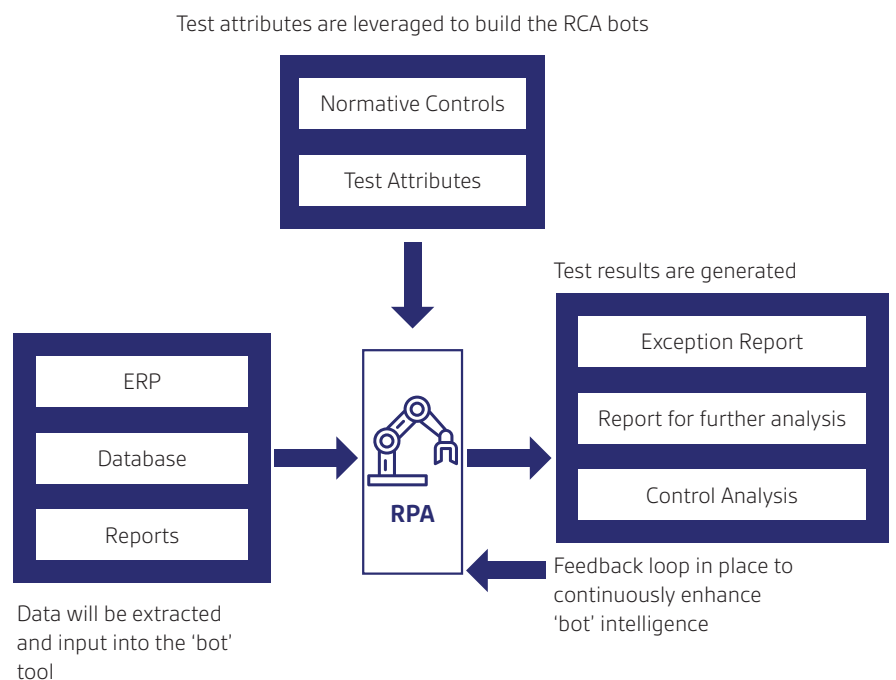 Test attributes are leveraged to build the RCA bots
Normative Controls
Test Attributes
Test results are generated
Exception Report
Report for further analysis
Control Analysis
ERP
Database
Reports
RPA
Feedback loop in place to
continuously enhance
‘bot’ intelligence
Data will be extracted
and input into the ‘bot’
tool